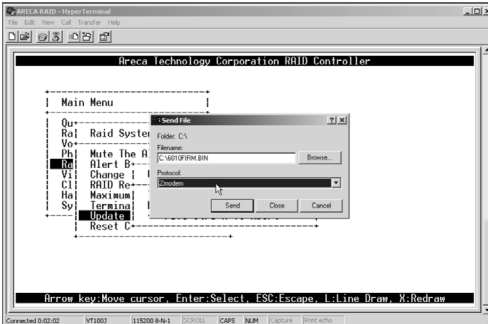 ARECA RAID - HyperTerminal
File Edit View Call Transfer Help
Areca Technology Corporation RAID Controller
Main Menu
Qu
Ra Raid System
Vo
Ph Mute The A
Ra Alert B
Vi Change
Cl RAID Re
Ha Maximum
Sy Termina
Update
Reset C
Send File
Folder: C:\
Filename:
C:\6010FIRM.BIN
Browse...
Protocol:
Zmodem
Send Close Cancel
Arrow key:Move cursor, Enter:Select, ESC:Escape, L:Line Draw, X:Redraw
Connected 0:02:02 VT100J 115200 8-N-1 SCROLL CAPS NUM Capture Print echo